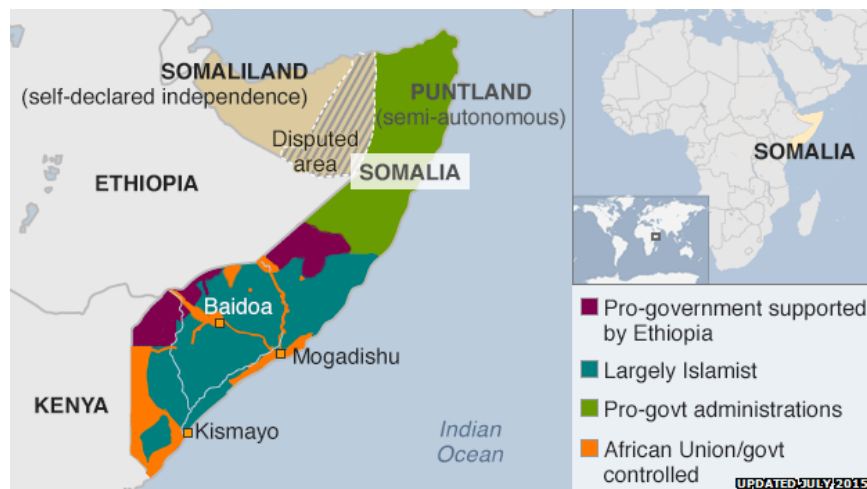 SOMALILAND
(self-declared independence)
PUNTLAND
(semi-autonomous)
Disputed
area
SOMALIA
ETHIOPIA
Baidoa
Mogadishu
KENYA
Kismayo
Indian
Ocean
SOMALIA
Pro-government supported
by Ethiopia
Largely Islamist
Pro-govt administrations
African Union/govt
controlled
UPDATED JULY, 2015